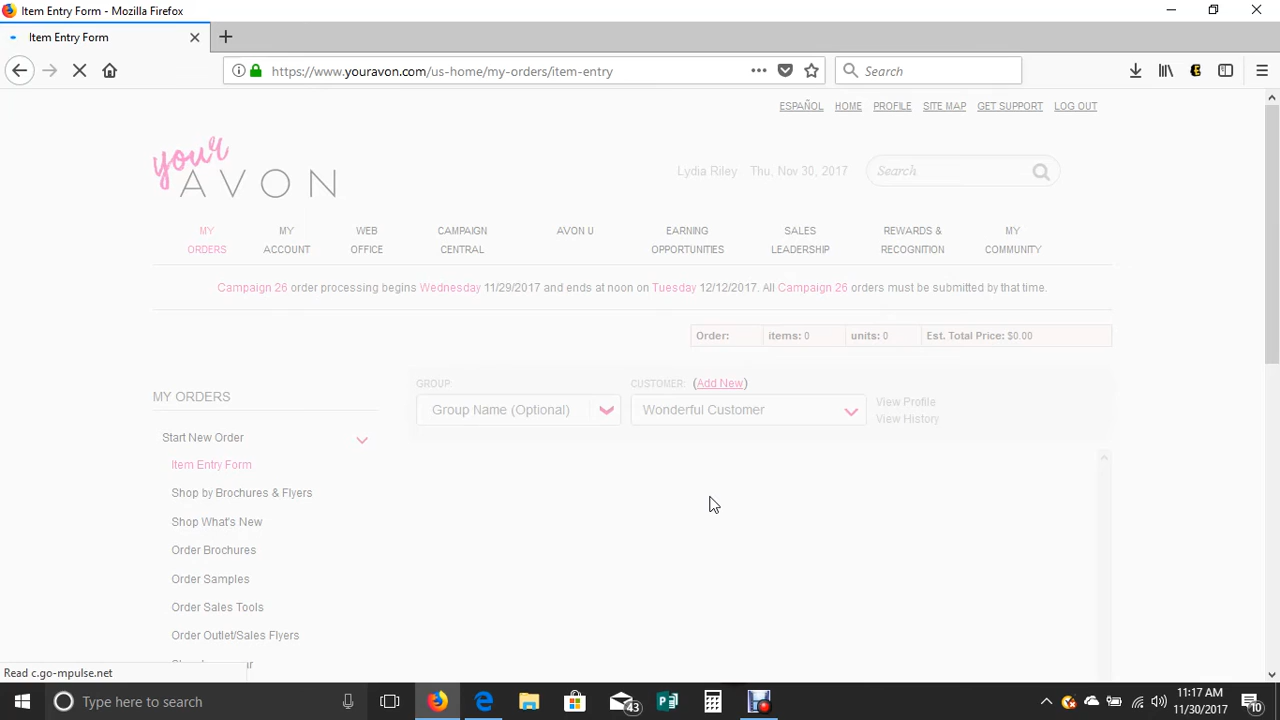 Item Entry Form - Mozilla Firefox
Item Entry Form
https://www.youravon.com/us-home/my-orders/item-entry
Search
ESPAÑOL HOME PROFILE SITE MAP GET SUPPORT LOG OUT
your AVON
Lydia Riley Thu, Nov 30, 2017 Search
MY ORDERS
MY ACCOUNT
WEB OFFICE
CAMPAIGN CENTRAL
AVON U
EARNING OPPORTUNITIES
SALES LEADERSHIP
REWARDS & RECOGNITION
MY COMMUNITY
Campaign 26 order processing begins Wednesday 11/29/2017 and ends at noon on Tuesday 12/12/2017. All Campaign 26 orders must be submitted by that time.
Order: items: 0 units: 0 Est. Total Price: $0.00
GROUP CUSTOMER: (Add New)
Group Name (Optional) Wonderful Customer
View Profile
View History
MY ORDERS
Start New Order
Item Entry Form
Shop by Brochures & Flyers
Shop What's New
Order Brochures
Order Samples
Order Sales Tools
Order Outlet/Sales Flyers
Read c.go-mpulse.net
Type here to search
43
11:17 AM
11/30/2017
10